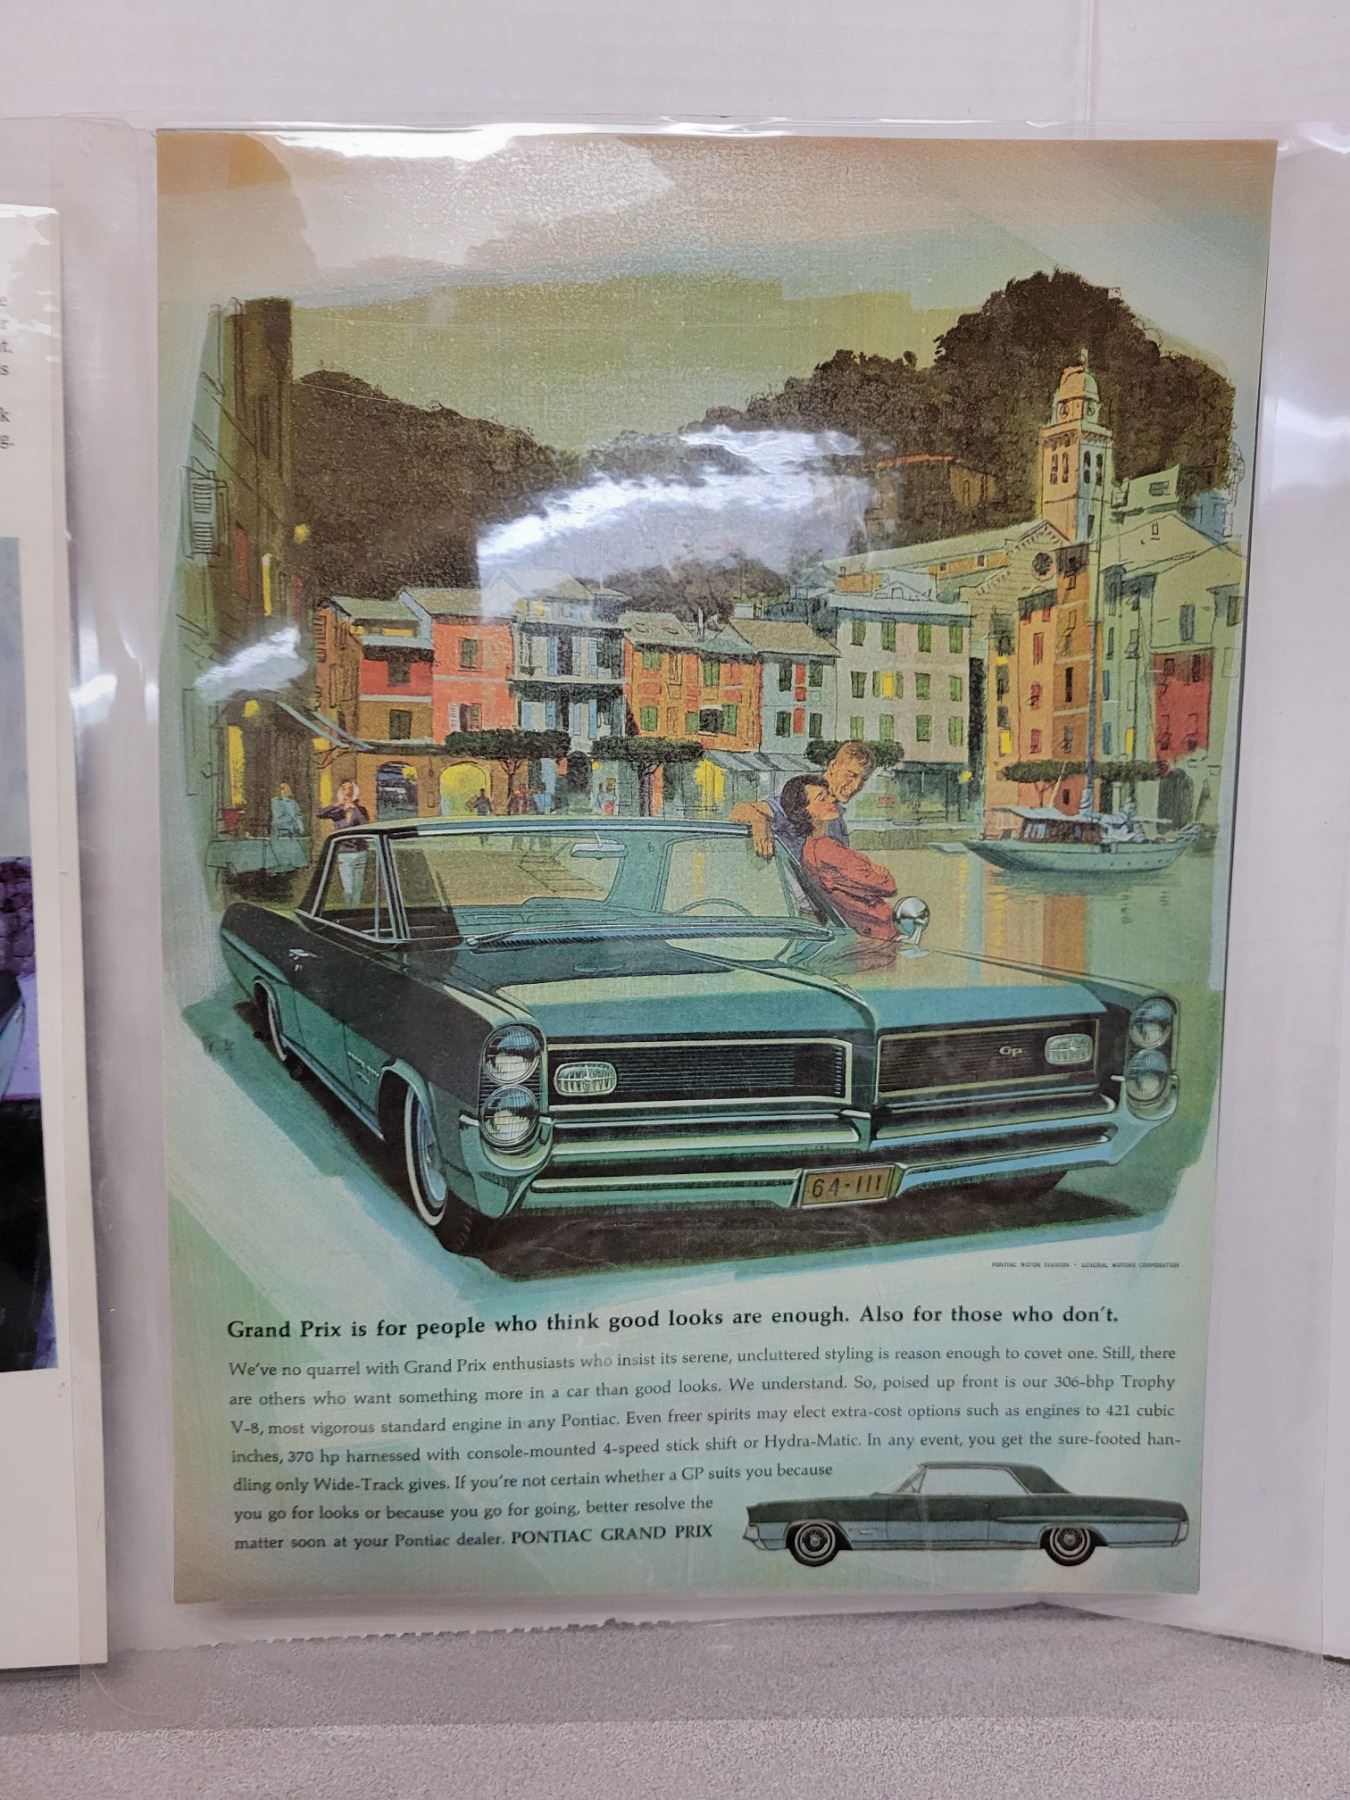 e
r
t.
s
k
g.
Gp
64-111
PONTIAC MOTOR DIVISION • GENERAL MOTORS CORPORATION
Grand Prix is for people who think good looks are enough. Also for those who don't.
We've no quarrel with Grand Prix enthusiasts who insist its serene, uncluttered styling is reason enough to covet one. Still, there
are others who want something more in a car than good looks. We understand. So, poised up front is our 306-bhp Trophy
V-8, most vigorous standard engine in any Pontiac. Even freer spirits may elect extra-cost options such as engines to 421 cubic
inches, 370 hp harnessed with console-mounted 4-speed stick shift or Hydra-Matic. In any event, you get the sure-footed han-
dling only Wide-Track gives. If you're not certain whether a GP suits you because
you go for looks or because you go for going, better resolve the
matter soon at your Pontiac dealer. PONTIAC GRAND PRIX